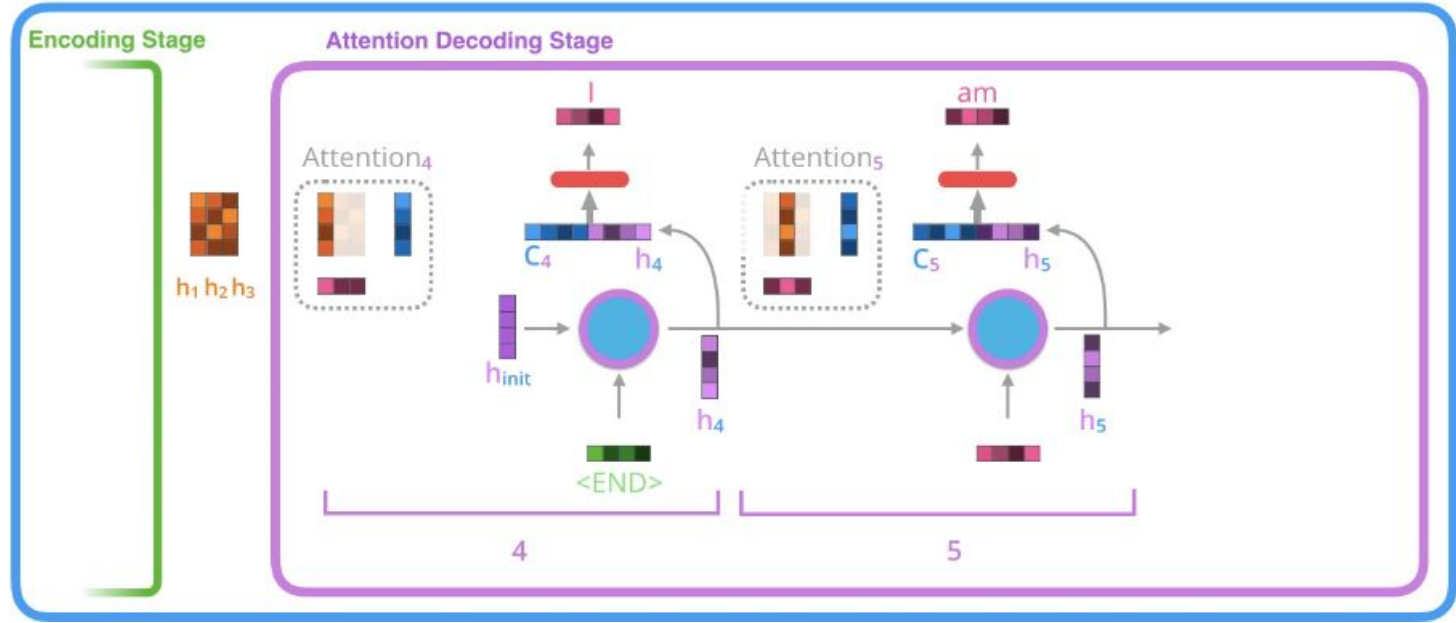 Encoding Stage
Attention Decoding Stage
I
am
Attention₄
Attention₅
C₄
h₄
C₅
h₅
h₁ h₂ h₃
hinit
h₄
h₅
<END>
4
5